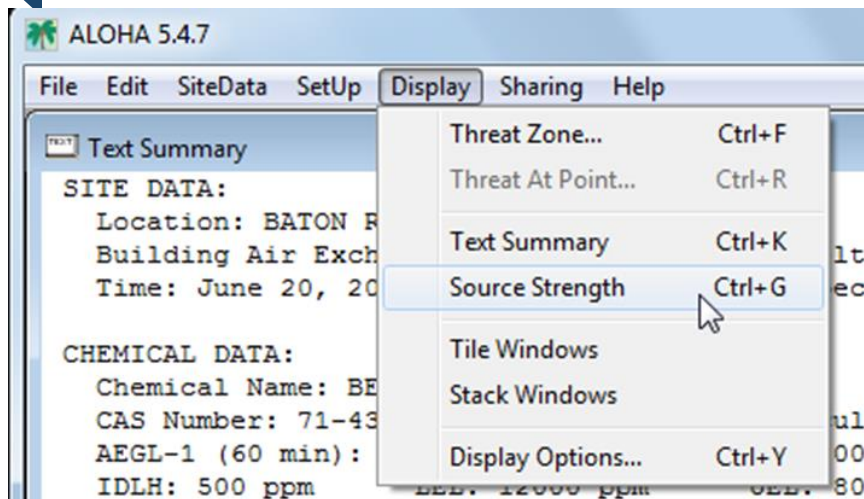 ALOHA 5.4.7
File Edit SiteData SetUp Display Sharing Help
Text Summary
SITE DATA:
Location: BATON R
Building Air Exch
Time: June 20, 20
CHEMICAL DATA:
Chemical Name: BE
CAS Number: 71-43
AEGL-1 (60 min):
IDLH: 500 ppm
Threat Zone... Ctrl+F
Threat At Point... Ctrl+R
Text Summary Ctrl+K
Source Strength Ctrl+G
Tile Windows
Stack Windows
Display Options... Ctrl+Y